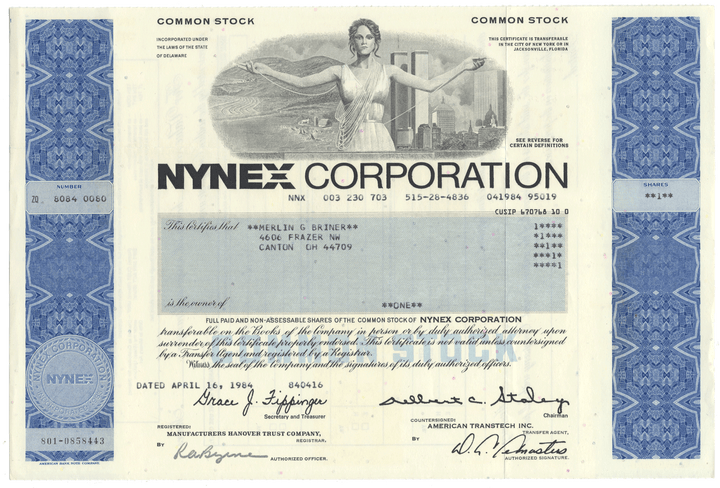 COMMON STOCK
COMMON STOCK
INCORPORATED UNDER
THE LAWS OF THE STATE
OF DELAWARE
THIS CERTIFICATE IS TRANSFERABLE
IN THE CITY OF NEW YORK OR IN
JACKSONVILLE, FLORIDA
SEE REVERSE FOR
CERTAIN DEFINITIONS
NYNEX CORPORATION
NUMBER
ZQ 8084 0080
SHARES
**1**
NNX 003 230 703 515-28-4836 041984 95019
CUSIP 670768 10 0
This Certifies that **MERLIN G BRINER**
4606 FRAZER NW
CANTON OH 44709
1****
*1***
**1**
***1*
****1
is the owner of **ONE**
FULL PAID AND NON-ASSESSABLE SHARES OF THE COMMON STOCK OF NYNEX CORPORATION
transferable on the Books of the Company in person or by duly authorized attorney upon
surrender of this Certificate properly endorsed. This Certificate is not valid unless countersigned
by a Transfer Agent and registered by a Registrar.
Witness, the seal of the Company and the signatures of its duly authorized officers.
STOCK
DATED APRIL 16, 1984 840416
Grace J. Fippinger
Secretary and Treasurer
Delbert C. Staley
Chairman
REGISTERED:
MANUFACTURERS HANOVER TRUST COMPANY,
REGISTRAR.
BY
AUTHORIZED OFFICER.
COUNTERSIGNED:
AMERICAN TRANSTECH INC.
TRANSFER AGENT,
BY
AUTHORIZED SIGNATURE.
NYNEX CORPORATION
NYNEX
801-0858443
AMERICAN BANK NOTE COMPANY.